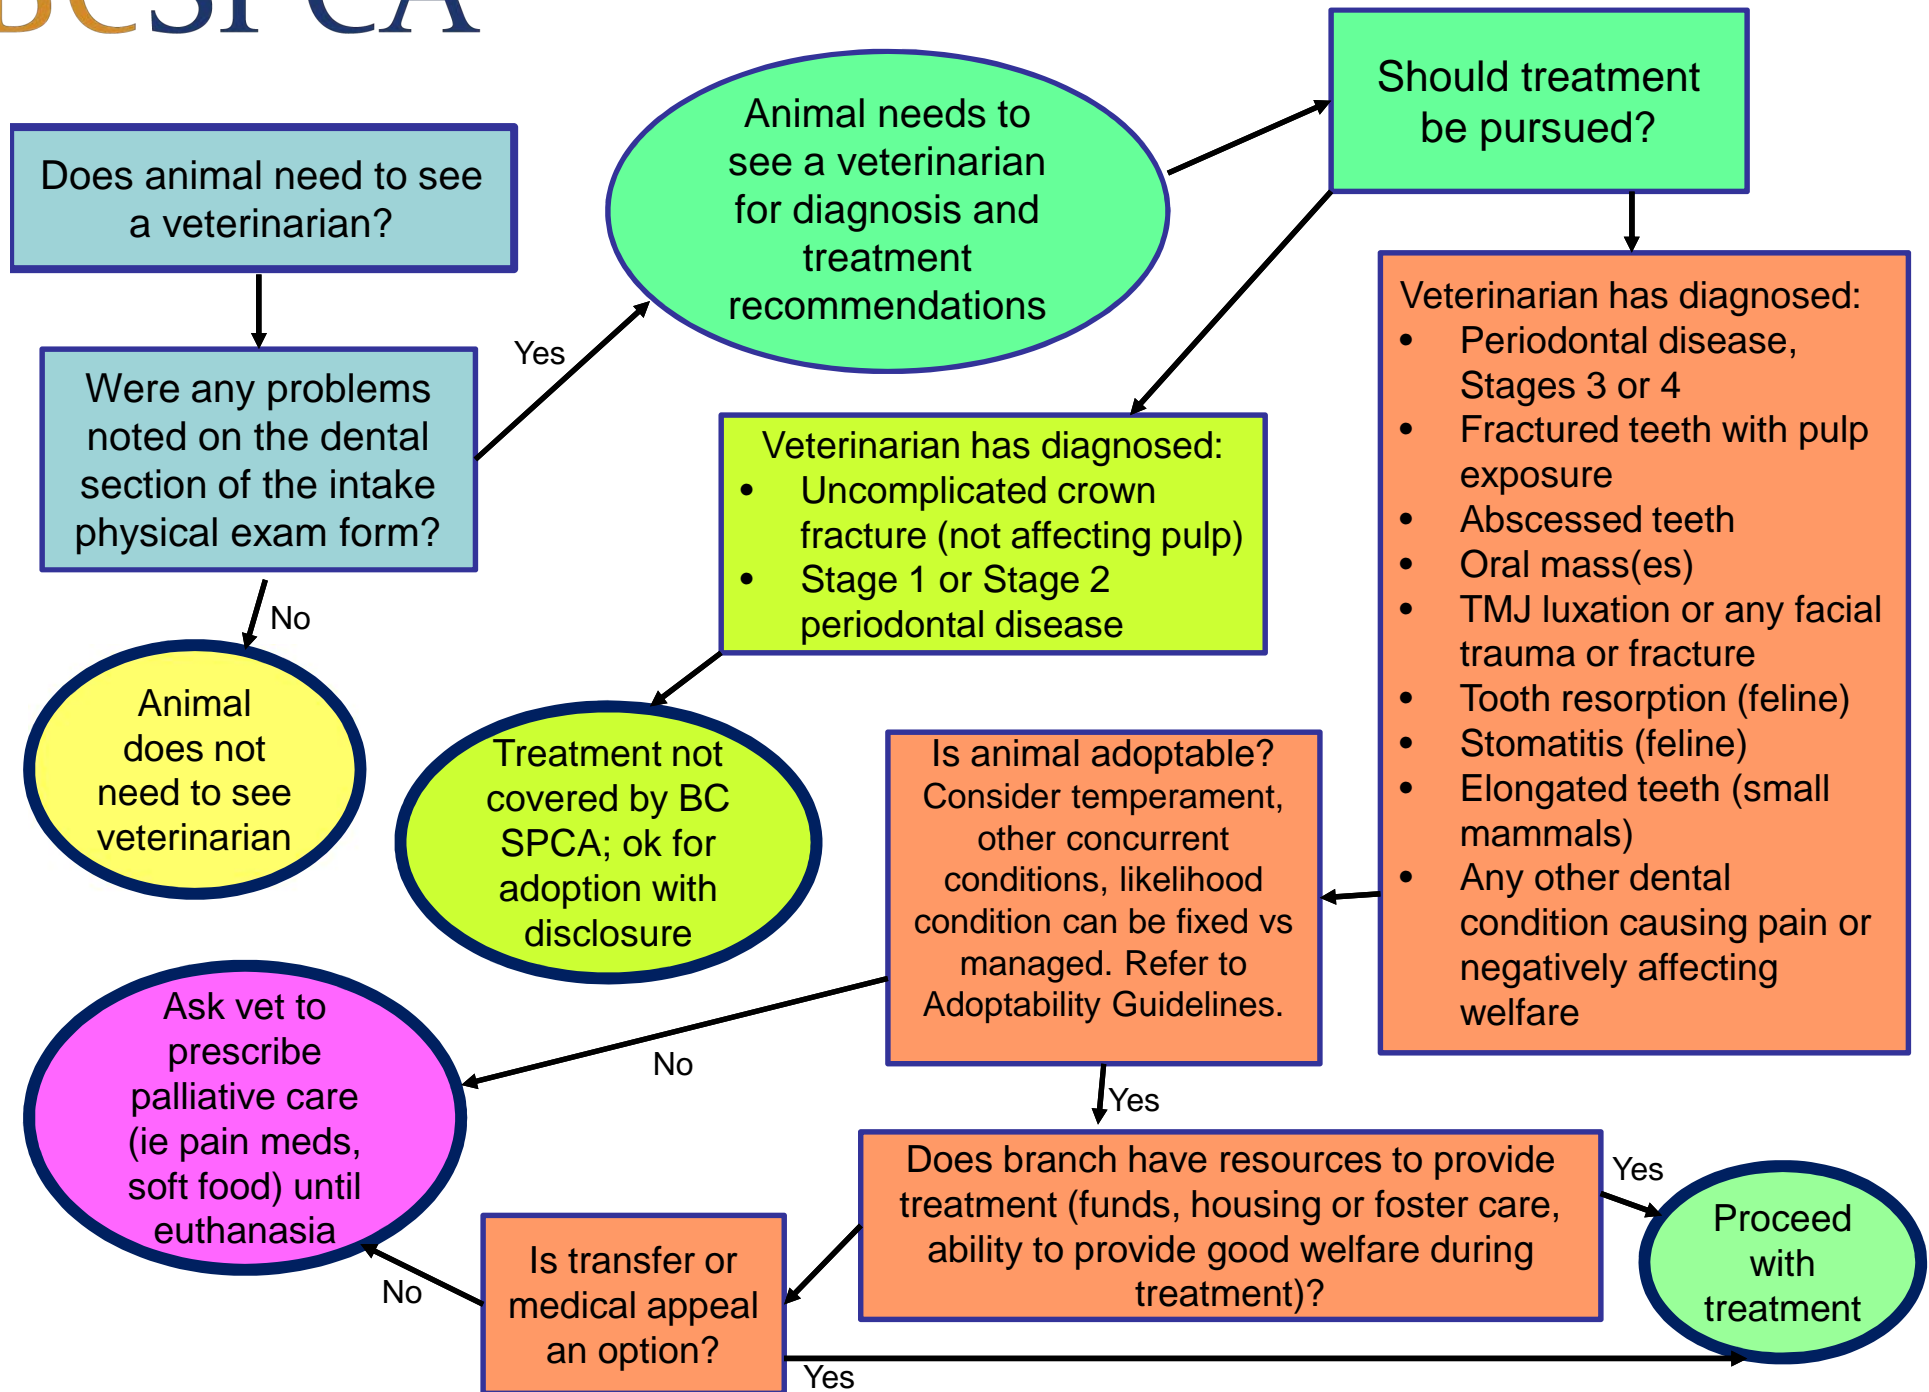 BCSPCA
Does animal need to see
a veterinarian?
Were any problems
noted on the dental
section of the intake
physical exam form?
Yes
No
Animal
does not
need to see
veterinarian
Animal needs to
see a veterinarian
for diagnosis and
treatment
recommendations
Should treatment
be pursued?
Veterinarian has diagnosed:
• Uncomplicated crown
fracture (not affecting pulp)
• Stage 1 or Stage 2
periodontal disease
Treatment not
covered by BC
SPCA; ok for
adoption with
disclosure
Veterinarian has diagnosed:
• Periodontal disease,
Stages 3 or 4
• Fractured teeth with pulp
exposure
• Abscessed teeth
• Oral mass(es)
• TMJ luxation or any facial
trauma or fracture
• Tooth resorption (feline)
• Stomatitis (feline)
• Elongated teeth (small
mammals)
• Any other dental
condition causing pain or
negatively affecting
welfare
Is animal adoptable?
Consider temperament,
other concurrent
conditions, likelihood
condition can be fixed vs
managed. Refer to
Adoptability Guidelines.
No
Yes
Ask vet to
prescribe
palliative care
(ie pain meds,
soft food) until
euthanasia
Does branch have resources to provide
treatment (funds, housing or foster care,
ability to provide good welfare during
treatment)?
Yes
Proceed
with
treatment
Is transfer or
medical appeal
an option?
No
Yes